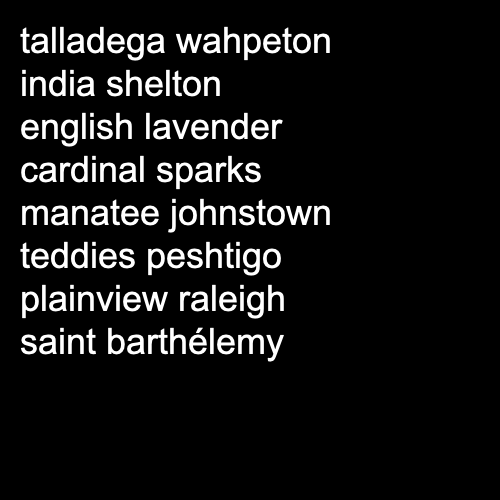 talladega wahpeton
india shelton
english lavender
cardinal sparks
manatee johnstown
teddies peshtigo
plainview raleigh
saint barthélemy